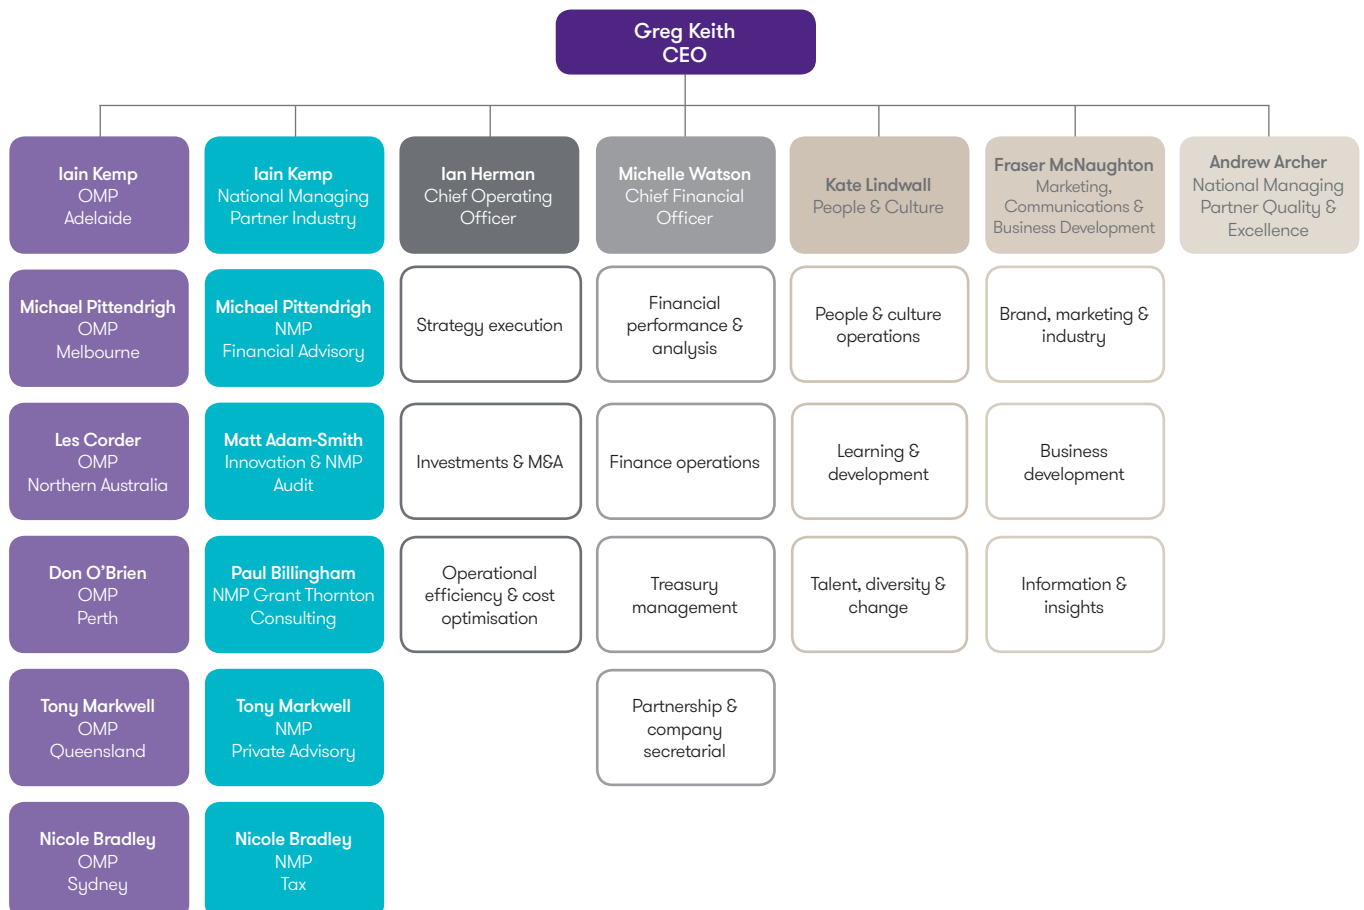 Greg Keith
CEO
Iain Kemp
OMP
Adelaide
Iain Kemp
National Managing
Partner Industry
Ian Herman
Chief Operating
Officer
Michelle Watson
Chief Financial
Officer
Kate Lindwall
People & Culture
Fraser McNaughton
Marketing,
Communications &
Business Development
Andrew Archer
National Managing
Partner Quality &
Excellence
Michael Pittendrigh
OMP
Melbourne
Michael Pittendrigh
NMP
Financial Advisory
Strategy execution
Financial
performance &
analysis
People & culture
operations
Brand, marketing &
industry
Les Corder
OMP
Northern Australia
Matt Adam-Smith
Innovation & NMP
Audit
Investments & M&A
Finance operations
Learning &
development
Business
development
Don O’Brien
OMP
Perth
Paul Billingham
NMP Grant Thornton
Consulting
Operational
efficiency & cost
optimisation
Treasury
management
Talent, diversity &
change
Information &
insights
Tony Markwell
OMP
Queensland
Tony Markwell
NMP
Private Advisory
Partnership &
company
secretarial
Nicole Bradley
OMP
Sydney
Nicole Bradley
NMP
Tax